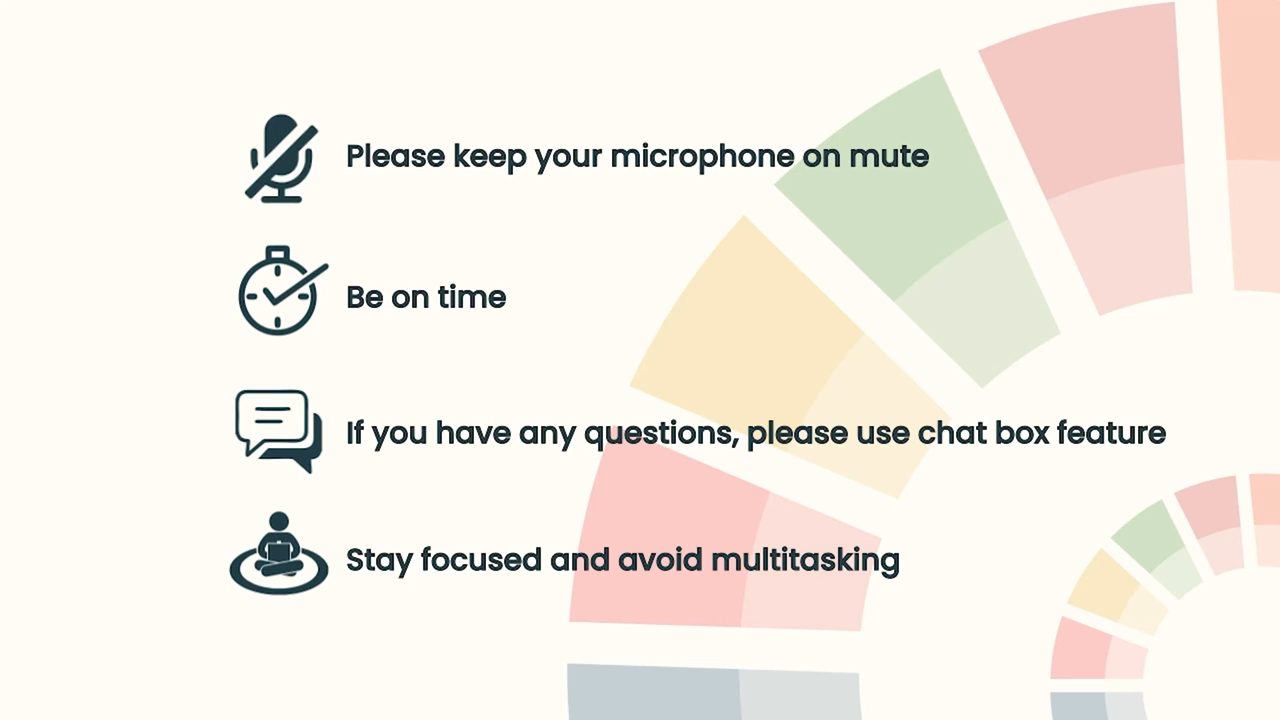 Please keep your microphone on mute
Be on time
If you have any questions, please use chat box feature
Stay focused and avoid multitasking